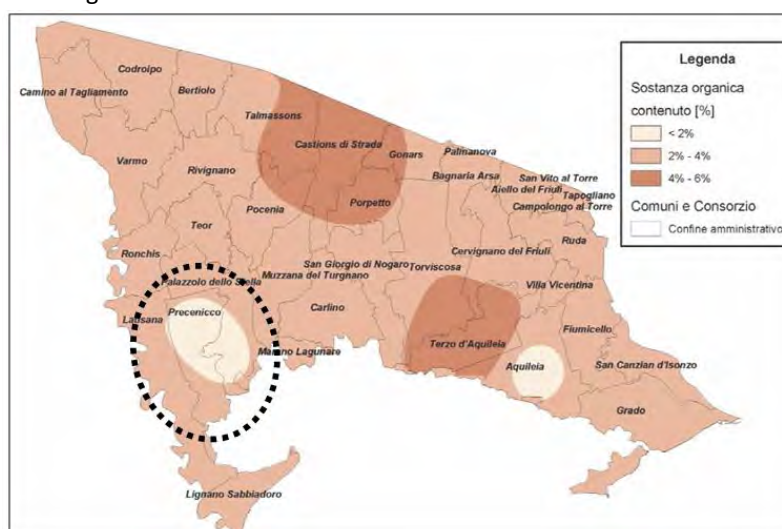 Legenda
Sostanza organica
contenuto [%]
< 2%
2% - 4%
4% - 6%
Comuni e Consorzio
Confine amministrativo
Codroipo
Camino al Tagliamento
Bertiolo
Talmassons
Castions di Strada
Varmo
Rivignano
Gonars
Palmanova
Bagnaria Arsa
San Vito al Torre
Aiello del Friuli
Tapogliano
Campolongo al Torre
Pocenia
Porpetto
Teor
Ruda
Ronchis
Cervignano del Friuli
San Giorgio di Nogaro
Torviscosa
Muzzana del Turgnano
Palazzolo dello Stella
Villa Vicentina
Precenicco
Latisana
Carlino
Fiumicello
Terzo d'Aquileia
Marano Lagunare
Aquileia
San Canzian d'Isonzo
Grado
Lignano Sabbiadoro